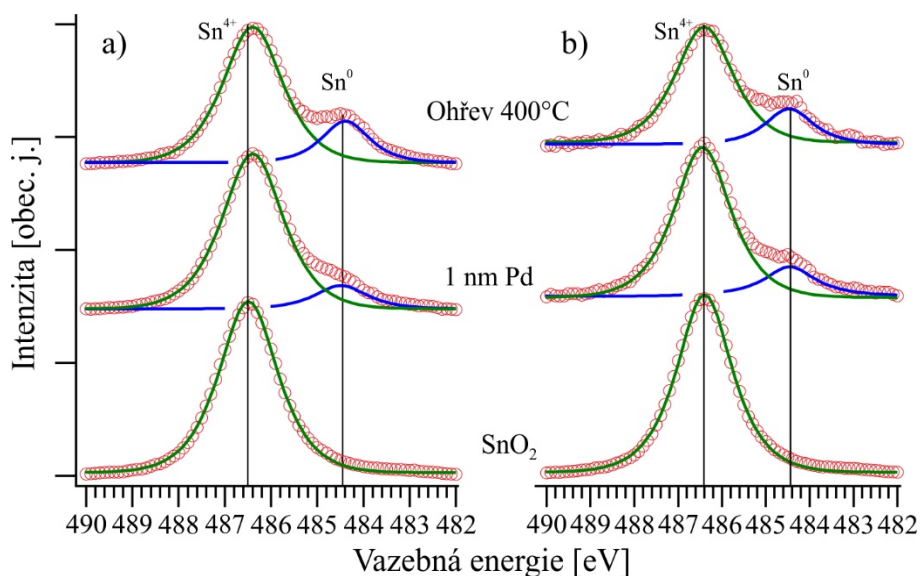 a)
Sn4+
Sn0
b)
Sn4+
Sn0
Ohřev 400°C
1 nm Pd
SnO2
Intenzita [obec. j.]
490 489 488 487 486 485 484 483 482
490 489 488 487 486 485 484 483 482
Vazebná energie [eV]